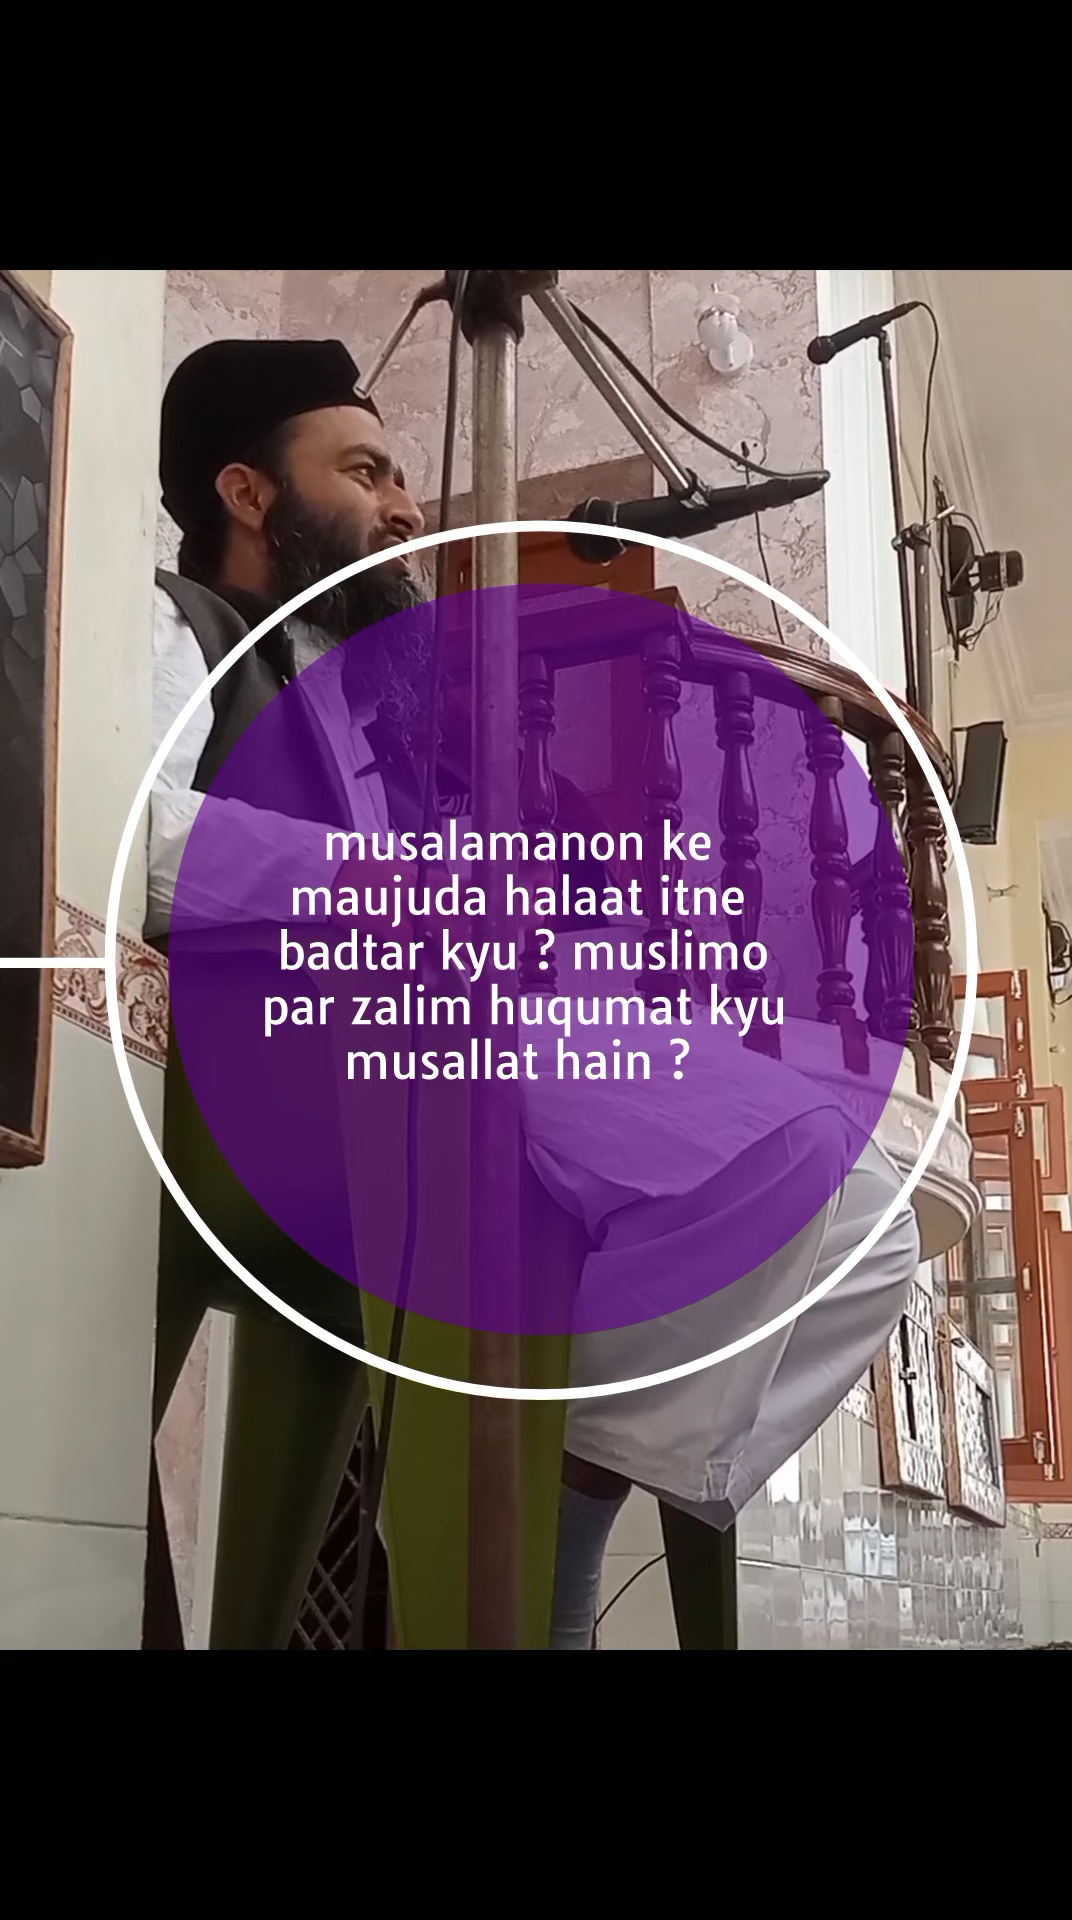 musalamanon ke
maujuda halaat itne
badtar kyu ? muslimo
par zalim huqumat kyu
musallat hain ?